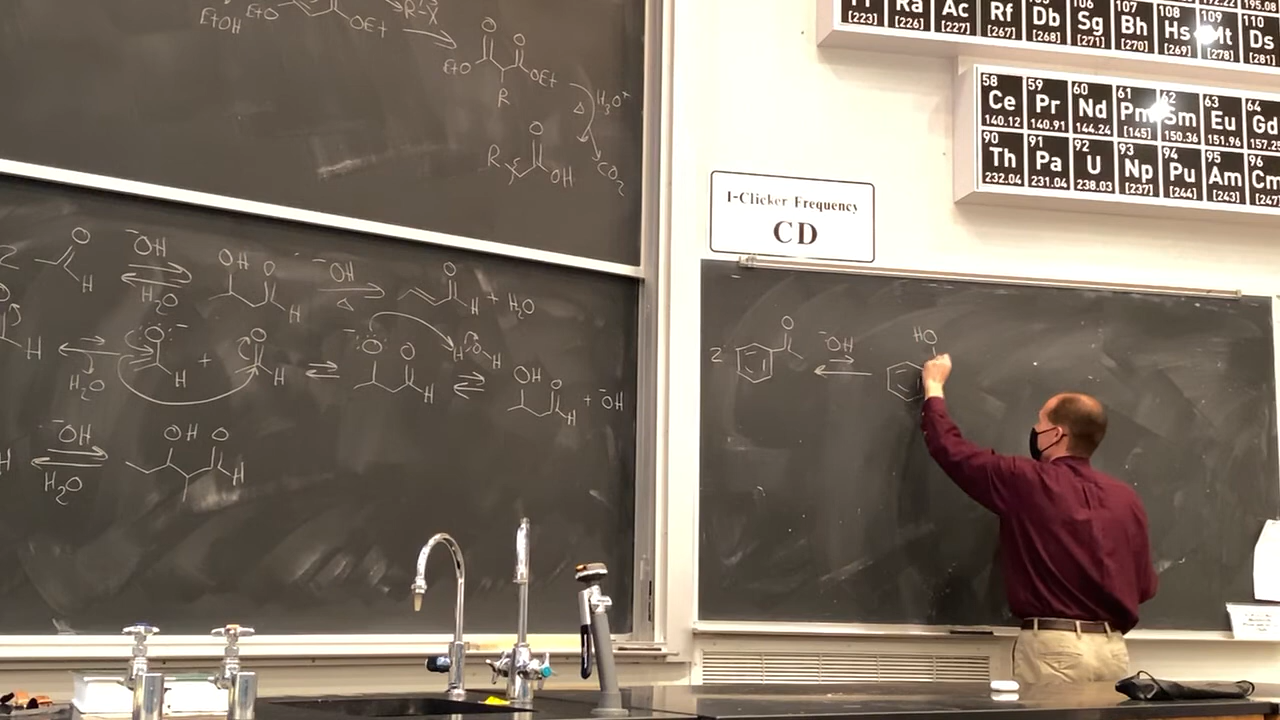 EtOH EtO OEt R-X
O O
EtO OEt
R
H3O+
Δ
O
R OH CO2
2 O H -OH H2O OH O H -OH Δ O H + H2O
H H2O O H + O H -O O H H O H OH O H + -OH
H -OH H2O OH O H
[223] Ra [226] Ac [227] Rf [267] Db [268] 106 Sg [271] 107 Bh [270] 108 Hs [269] 109 Mt [278] 110 Ds [281]
192.22 195.08
58 Ce 140.12 59 Pr 140.91 60 Nd 144.24 61 Pm [145] 62 Sm 150.36 63 Eu 151.96 64 Gd 157.25
90 Th 232.04 91 Pa 231.04 92 U 238.03 93 Np [237] 94 Pu [244] 95 Am [243] 96 Cm [247]
I-Clicker Frequency
CD
2 O -OH HO